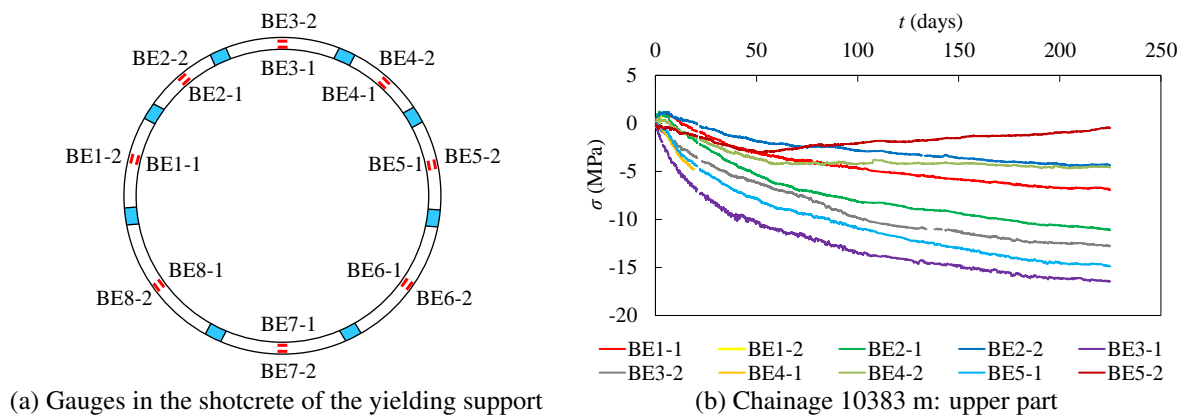 BE3-2
BE2-2
BE4-2
BE3-1
BE2-1
BE4-1
BE1-2
BE1-1
BE5-1
BE5-2
BE8-1
BE6-1
BE8-2
BE6-2
BE7-1
BE7-2
(a) Gauges in the shotcrete of the yielding support
t (days)
0 50 100 150 200 250
5
0
-5
-10
-15
-20
σ (MPa)
BE1-1 BE1-2 BE2-1 BE2-2 BE3-1
BE3-2 BE4-1 BE4-2 BE5-1 BE5-2
(b) Chainage 10383 m: upper part